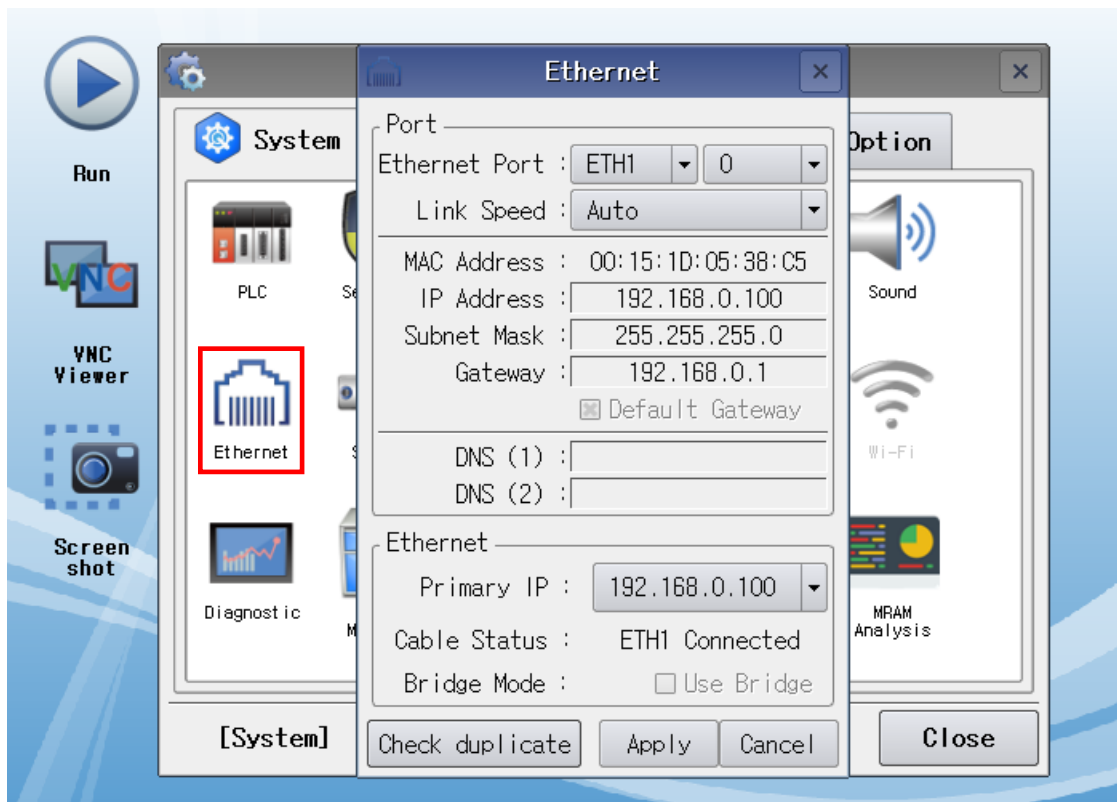 Run
VNC
VNC
Viewer
Screen
shot
System
Option
PLC
Se
Sound
Ethernet
S
Wi-Fi
Diagnostic
M
MRAM
Analysis
[System]
Close
Ethernet
Port
Ethernet Port : ETH1 0
Link Speed : Auto
MAC Address : 00:15:1D:05:38:C5
IP Address : 192.168.0.100
Subnet Mask : 255.255.255.0
Gateway : 192.168.0.1
Default Gateway
DNS (1) :
DNS (2) :
Ethernet
Primary IP : 192.168.0.100
Cable Status : ETH1 Connected
Bridge Mode : Use Bridge
Check duplicate Apply Cancel